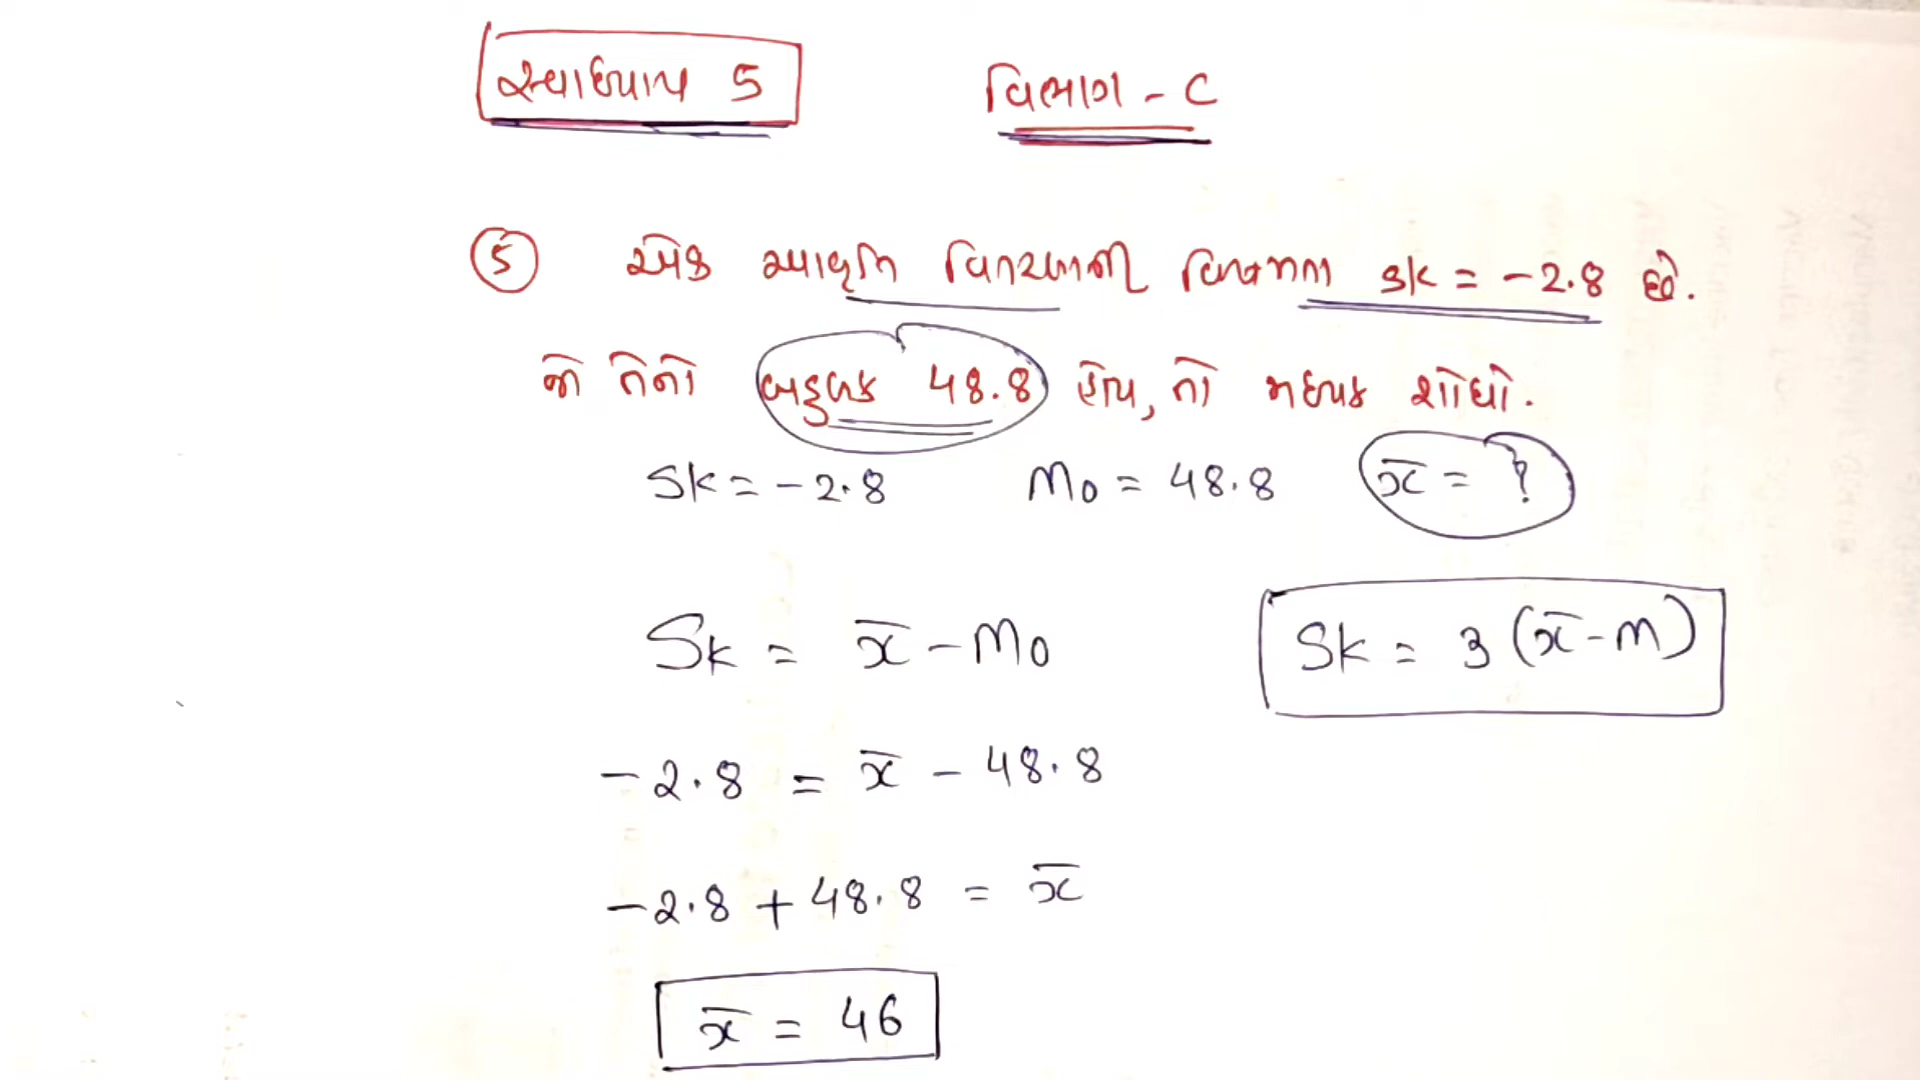 સ્વાધ્યાય 5 વિભાગ - C
5 એક આવૃત્તિ વિતરણની વિષમતા Sk = -2.8 છે.
જો તેનો બહુલક 48.8 હોય, તો મધ્યક શોધો.
Sk = -2.8 Mo = 48.8 x̄ = ?
Sk = x̄ - Mo Sk = 3 (x̄ - M)
-2.8 = x̄ - 48.8
-2.8 + 48.8 = x̄
x̄ = 46